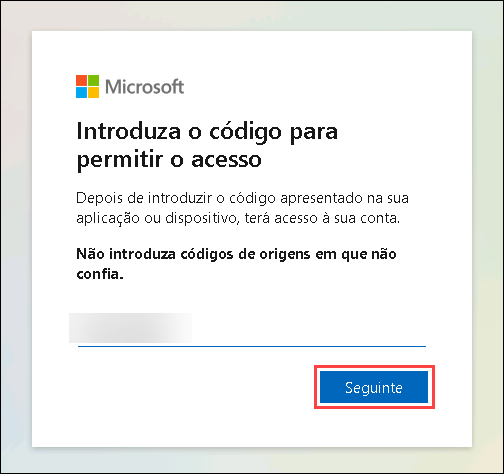 Microsoft
Introduza o código para
permitir o acesso
Depois de introduzir o código apresentado na sua
aplicação ou dispositivo, terá acesso à sua conta.
Não introduza códigos de origens em que não
confia.
Seguinte